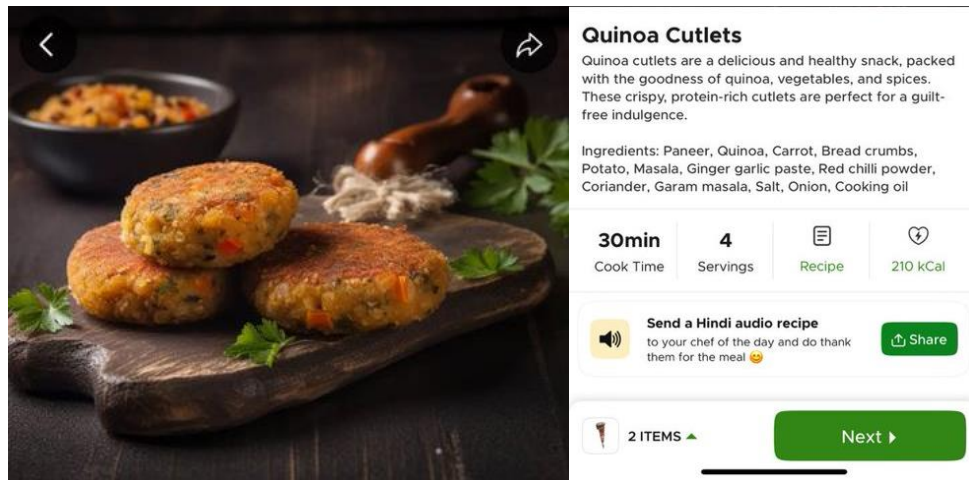 Quinoa Cutlets
Quinoa cutlets are a delicious and healthy snack, packed
with the goodness of quinoa, vegetables, and spices.
These crispy, protein-rich cutlets are perfect for a guilt-
free indulgence.
Ingredients: Paneer, Quinoa, Carrot, Bread crumbs,
Potato, Masala, Ginger garlic paste, Red chilli powder,
Coriander, Garam masala, Salt, Onion, Cooking oil
30min
Cook Time
4
Servings
Recipe
210 kCal
Send a Hindi audio recipe
to your chef of the day and do thank
them for the meal 😊
Share
2 ITEMS
Next